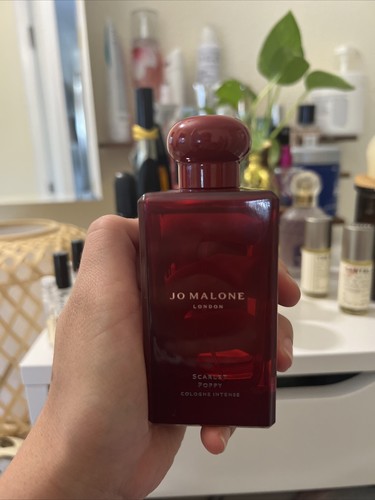 JO MALONE
LONDON
SCARLET
POPPY
COLOGNE INTENSE